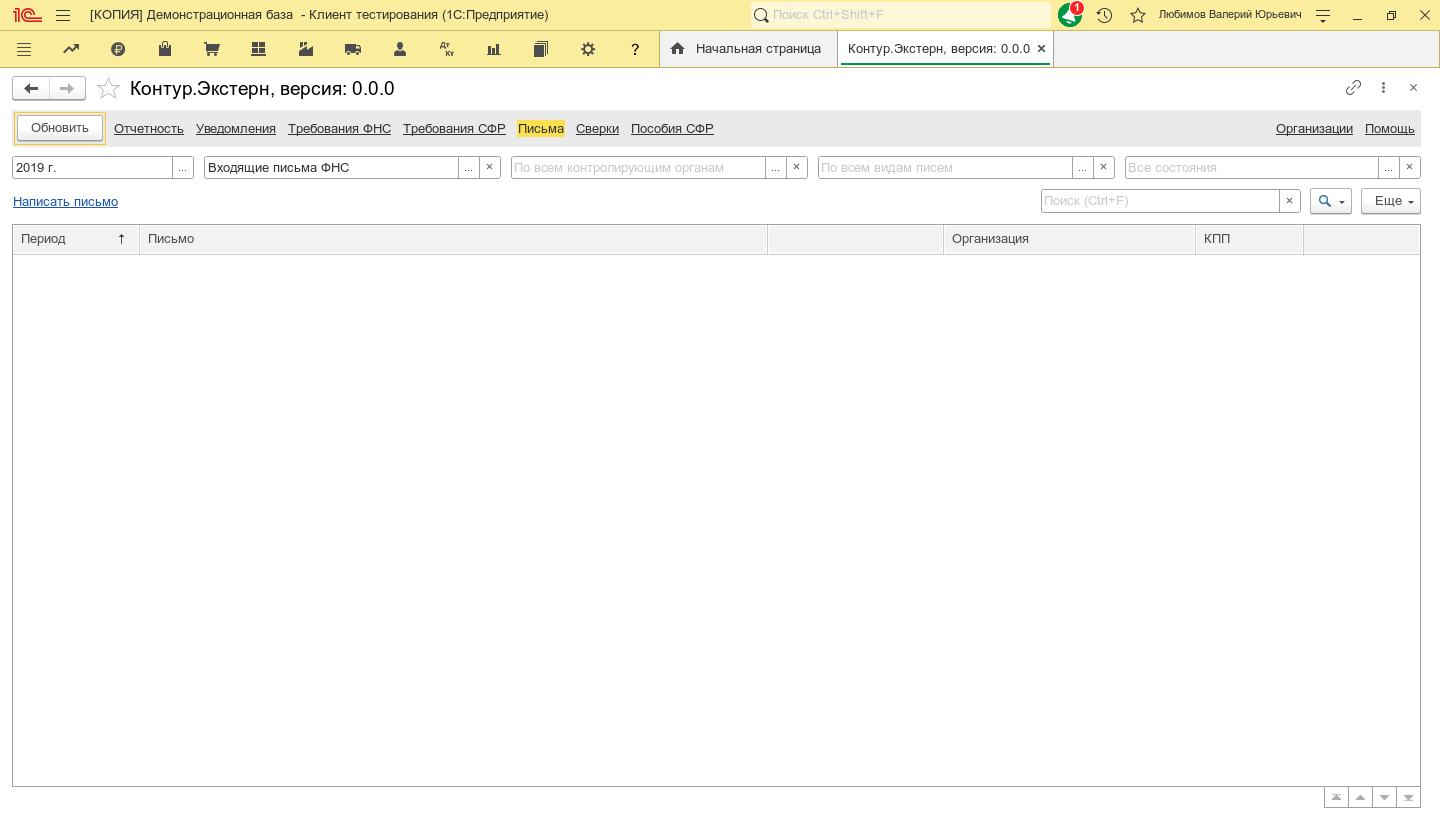 [КОПИЯ] Демонстрационная база - Клиент тестирования (1С:Предприятие)
Поиск Ctrl+Shift+F
1
Любимов Валерий Юрьевич
Дт Кт
?
Начальная страница
Контур.Экстерн, версия: 0.0.0
Контур.Экстерн, версия: 0.0.0
Обновить
Отчетность
Уведомления
Требования ФНС
Требования СФР
Письма
Сверки
Пособия СФР
Организации
Помощь
2019 г.
...
Входящие письма ФНС
...
По всем контролирующим органам
...
По всем видам писем
...
Все состояния
...
Написать письмо
Поиск (Ctrl+F)
Еще
Период
Письмо
Организация
КПП